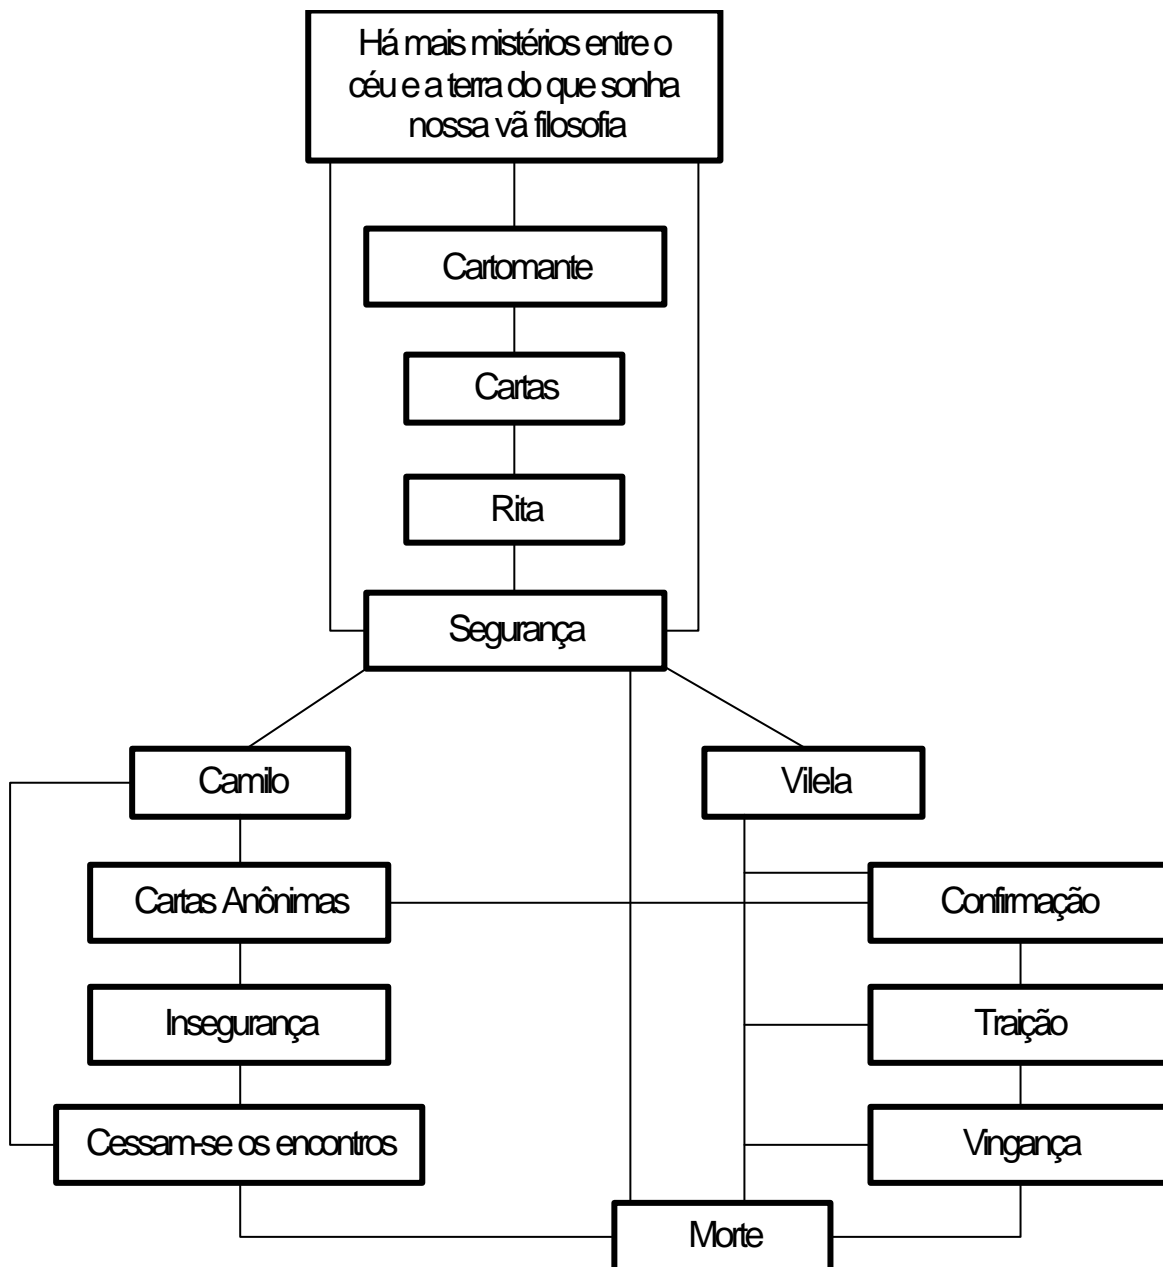 Há mais mistérios entre o
céu e a terra do que sonha
nossa vã filosofia
Cartomante
Cartas
Rita
Segurança
Camilo
Vilela
Cartas Anônimas
Confirmação
Insegurança
Traição
Cessam-se os encontros
Vingança
Morte